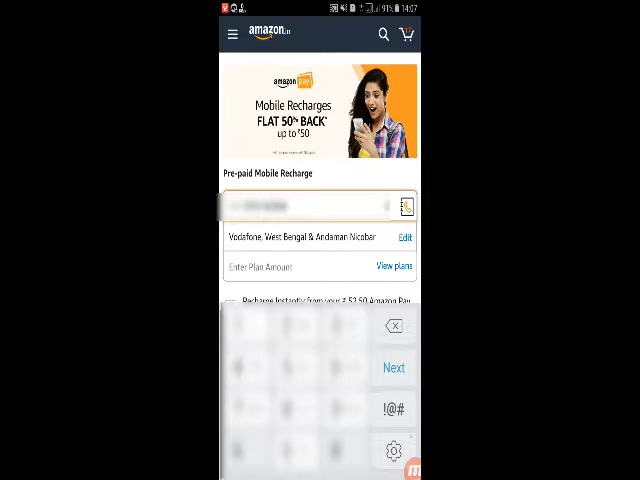 91% 14:07
amazon.in
amazon pay
Mobile Recharges
FLAT 50% BACK*
up to ₹50
Pre-paid Mobile Recharge
Vodafone, West Bengal & Andaman Nicobar
Edit
Enter Plan Amount
View plans
Recharge Instantly from your ₹ 52.50 Amazon Pay
Next
!@#